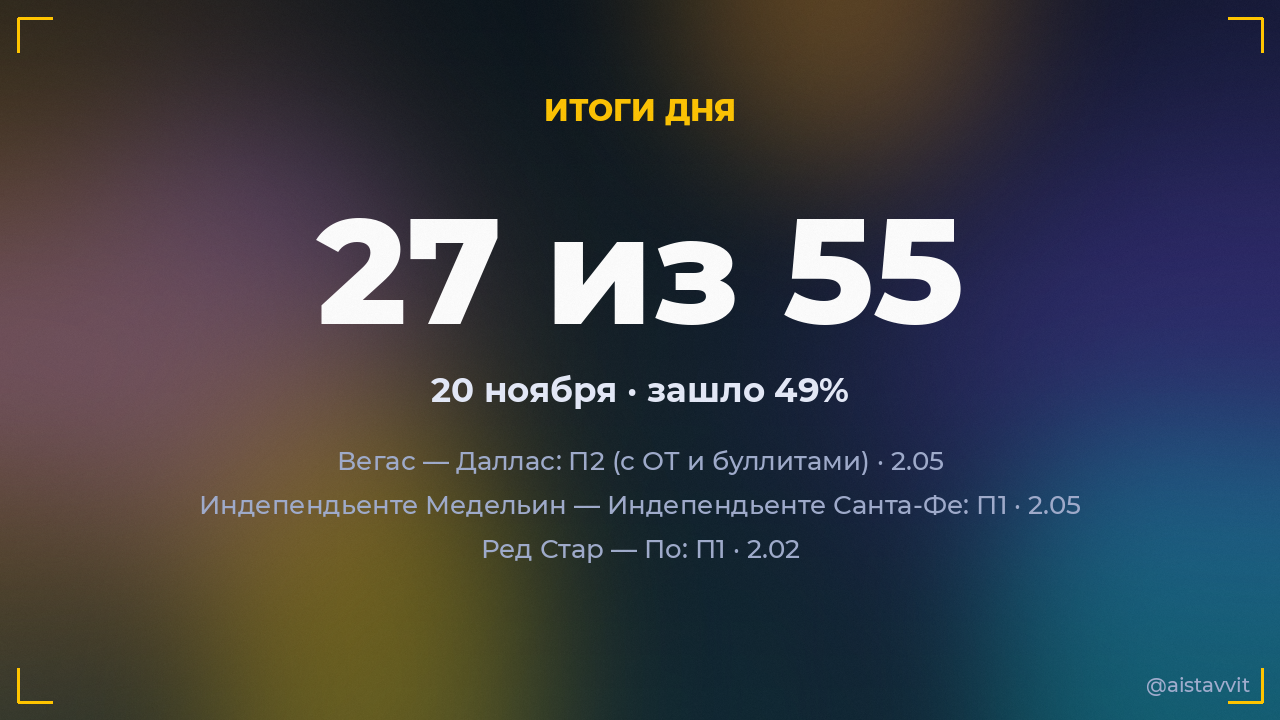 ИТОГИ ДНЯ
27 из 55
20 ноября · зашло 49%
Вегас — Даллас: П2 (с ОТ и буллитами) · 2.05
Индепендьенте Медельин — Индепендьенте Санта-Фе: П1 · 2.05
Ред Стар — По: П1 · 2.02
@aistavvit